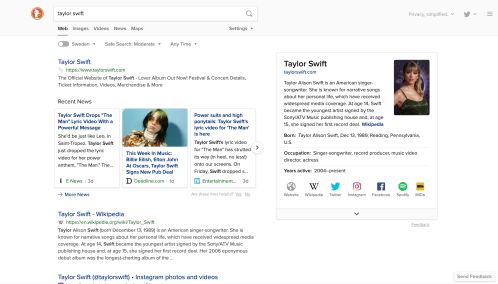 taylor swift
Privacy, simplified.
Web Images Videos News Maps
Settings
Sweden Safe Search: Moderate Any Time
Taylor Swift
https://www.taylorswift.com
The Official Website of Taylor Swift - Lover Album Out Now! Festival & Concert Details,
Ticket Information, Videos, Merchandise & More
Recent News
Taylor Swift Drops "The
Man" Lyric Video With a
Powerful Message
She'd be just like Leo, in
Saint-Tropez. Taylor Swift
just dropped the lyric
video for her power
anthem, "The Man"....The...
E News 3d
This Week In Music:
Billie Eilish, Elton John
At Oscars, Taylor Swift
Signs New Pub Deal
Deadline.com 1d
Power suits and high
ponytails: Taylor Swift's
lyric video for 'The Man'
is here
Taylor Swift's lyric
video for "The Man" has strutted
its way (in heel, no less)
onto our screens. On
Friday, Swift dropped s...
Entertainment... 3d
More News
Are these links helpful? Yes No
Taylor Swift - Wikipedia
https://en.wikipedia.org/wiki/Taylor_Swift
Taylor Alison Swift (born December 13, 1989) is an American singer-songwriter. She is
known for narrative songs about her personal life, which have received widespread media
coverage. At age 14, Swift became the youngest artist signed by the Sony/ATV Music
publishing house and, at age 15, she signed her first record deal. Her 2006 eponymous
debut album was the longest-charting album of the ...
Taylor Swift (@taylorswift) • Instagram photos and videos
Taylor Swift
taylorswift.com
Taylor Alison Swift is an American singer-
songwriter. She is known for narrative songs
about her personal life, which have received
widespread media coverage. At age 14, Swift
became the youngest artist signed by the
Sony/ATV Music publishing house and, at age
15, she signed her first record deal. Wikipedia
Born: Taylor Alison Swift, Dec 13, 1989; Reading, Pennsylvania,
U.S.
Occupation: Singer-songwriter, record producer, music video
director, actress
Years active: 2004–present
Website Wikipedia Twitter Instagram Facebook Spotify IMDb
Feedback
Send Feedback